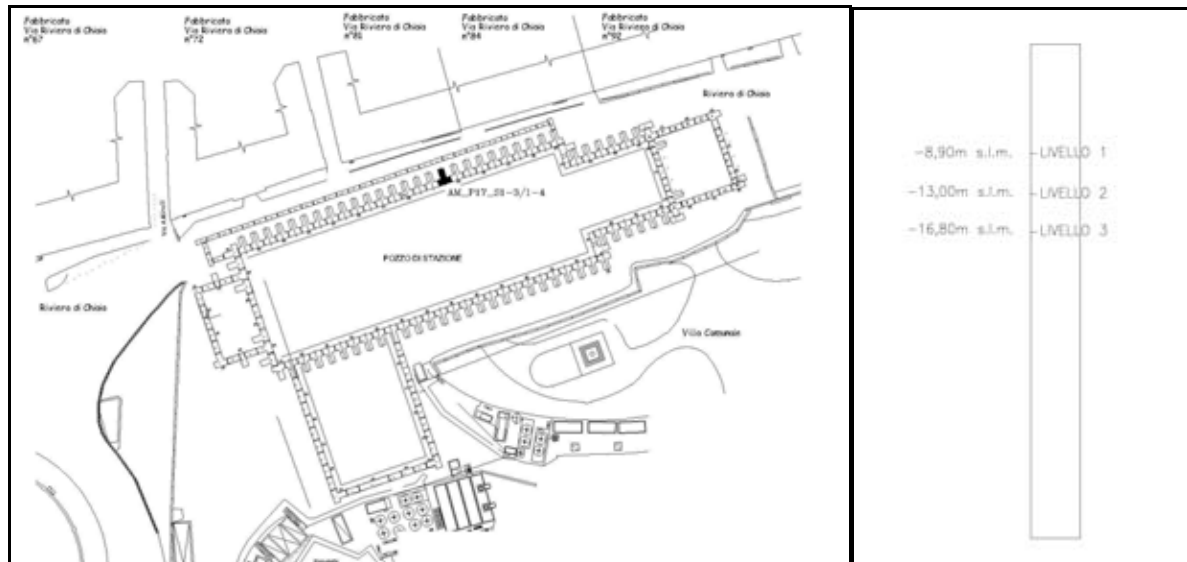 Fabbricato
Via Riviera di Chiaia
n°67
Fabbricato
Via Riviera di Chiaia
n°72
Fabbricato
Via Riviera di Chiaia
n°81
Fabbricato
Via Riviera di Chiaia
n°84
Fabbricato
Via Riviera di Chiaia
n°92
Riviera di Chiaia
AM_P17_S1-3/1-4
POZZO DI STAZIONE
Riviera di Chiaia
Villa Comunale
-8,90m s.l.m. LIVELLO 1
-13,00m s.l.m. LIVELLO 2
-16,80m s.l.m. LIVELLO 3